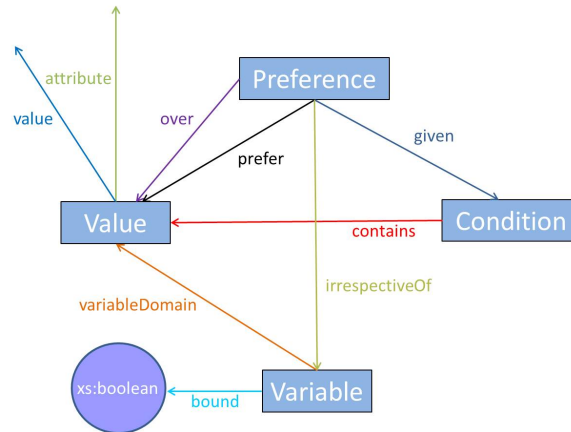 Preference
attribute
value
over
prefer
given
Value
Condition
contains
irrespectiveOf
variableDomain
xs:boolean
bound
Variable